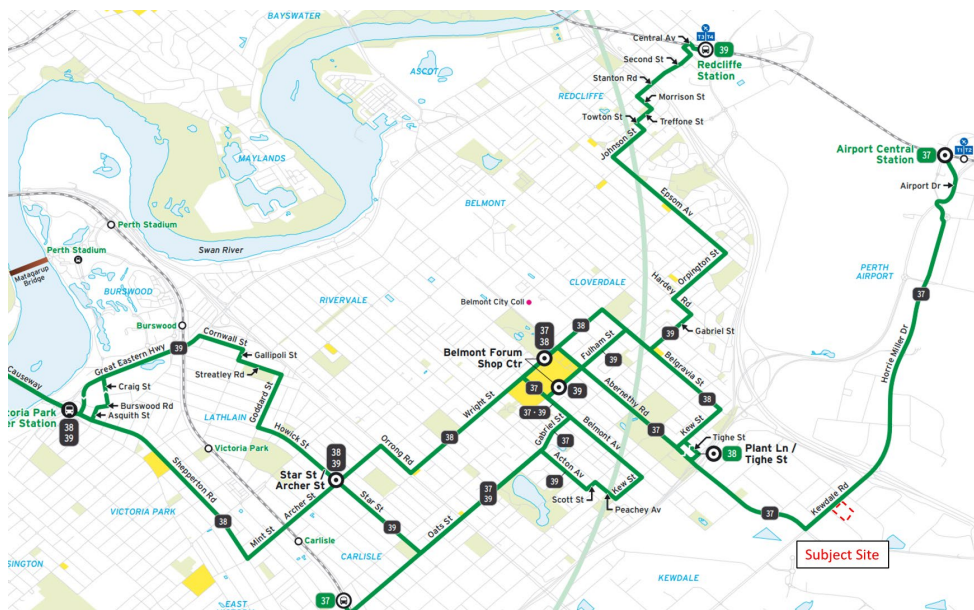 BAYSWATER
Central Av
T3 T4
39
Redcliffe
Station
Second St
ASCOT
Stanton Rd
REDCLIFFE
Morrison St
Towton St
Treffone St
Johnson St
T1 T2
Airport Central
Station
37
Airport Dr
MAYLANDS
Epsom Av
BELMONT
Perth Stadium
Swan River
Perth Stadium
Matagarup
Bridge
BURSWOOD
Orpington St
PERTH
AIRPORT
CLOVERDALE
Hardey
Rd
37
RIVERVALE
Belmont City Coll
Burswood
Cornwall St
37
38
38
Gabriel St
39
Horrie Miller Dr
Great Eastern Hwy
39
Gallipoli St
Belmont Forum
Shop Ctr
Fulham St
39
Belgravia St
Causeway
Streatley Rd
Craig St
37
39
Abernethy Rd
38
Burswood Rd
Asquith St
LATHLAIN
Goddard St
Wright St
37 • 39
Kew St
toria Park
er Station
38
39
Gabriel St
37
Belmont Av
37
Tighe St
38
Plant Ln /
Tighe St
Howick St
38
Victoria Park
38
39
Orrong Rd
Star St /
Archer St
Acton Av
39
Kew St
Shepperton Rd
Scott St
Peachey Av
37
39
Archer St
Star St
Kewdale Rd
VICTORIA PARK
38
39
Oats St
37
Mint St
Carlisle
CARLISLE
Subject Site
SINGTON
KEWDALE
37
EAST